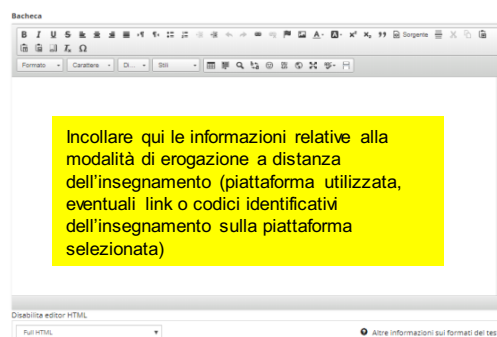 Bacheca
B I U S
Sorgente
Formato Carattere Di... Stili
Incollare qui le informazioni relative alla
modalità di erogazione a distanza
dell'insegnamento (piattaforma utilizzata,
eventuali link o codici identificativi
dell'insegnamento sulla piattaforma
selezionata)
Disabilita editor HTML
Full HTML
Altre informazioni sui formati del tes